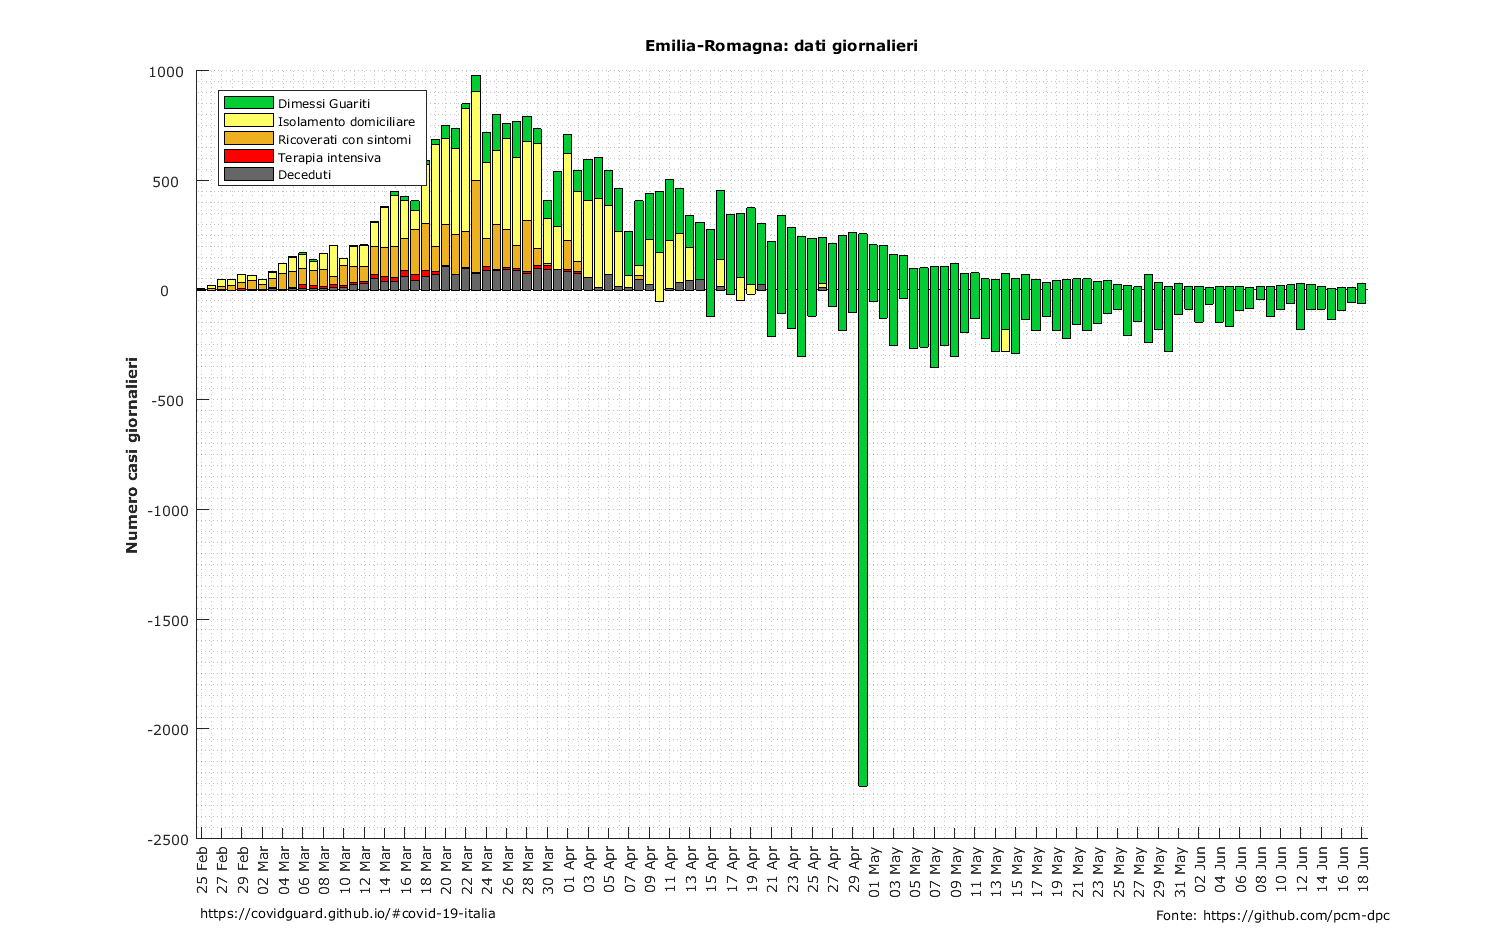 Emilia-Romagna: dati giornalieri
1000
500
0
-500
-1000
-1500
-2000
-2500
Numero casi giornalieri
Dimessi Guariti
Isolamento domiciliare
Ricoverati con sintomi
Terapia intensiva
Deceduti
25 Feb
27 Feb
29 Feb
02 Mar
04 Mar
06 Mar
08 Mar
10 Mar
12 Mar
14 Mar
16 Mar
18 Mar
20 Mar
22 Mar
24 Mar
26 Mar
28 Mar
30 Mar
01 Apr
03 Apr
05 Apr
07 Apr
09 Apr
11 Apr
13 Apr
15 Apr
17 Apr
19 Apr
21 Apr
23 Apr
25 Apr
27 Apr
29 Apr
01 May
03 May
05 May
07 May
09 May
11 May
13 May
15 May
17 May
19 May
21 May
23 May
25 May
27 May
29 May
31 May
02 Jun
04 Jun
06 Jun
08 Jun
10 Jun
12 Jun
14 Jun
16 Jun
18 Jun
https://covidguard.github.io/#covid-19-italia
Fonte: https://github.com/pcm-dpc